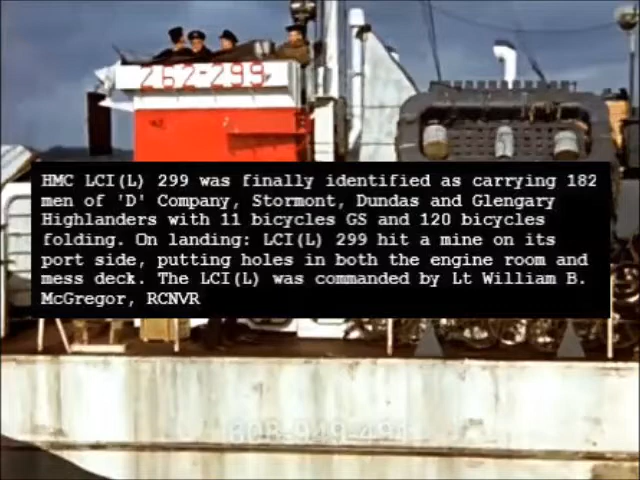 262-299
HMC LCI(L) 299 was finally identified as carrying 182
men of 'D' Company, Stormont, Dundas and Glengary
Highlanders with 11 bicycles GS and 120 bicycles
folding. On landing: LCI(L) 299 hit a mine on its
port side, putting holes in both the engine room and
mess deck. The LCI(L) was commanded by Lt William B.
McGregor, RCNVR